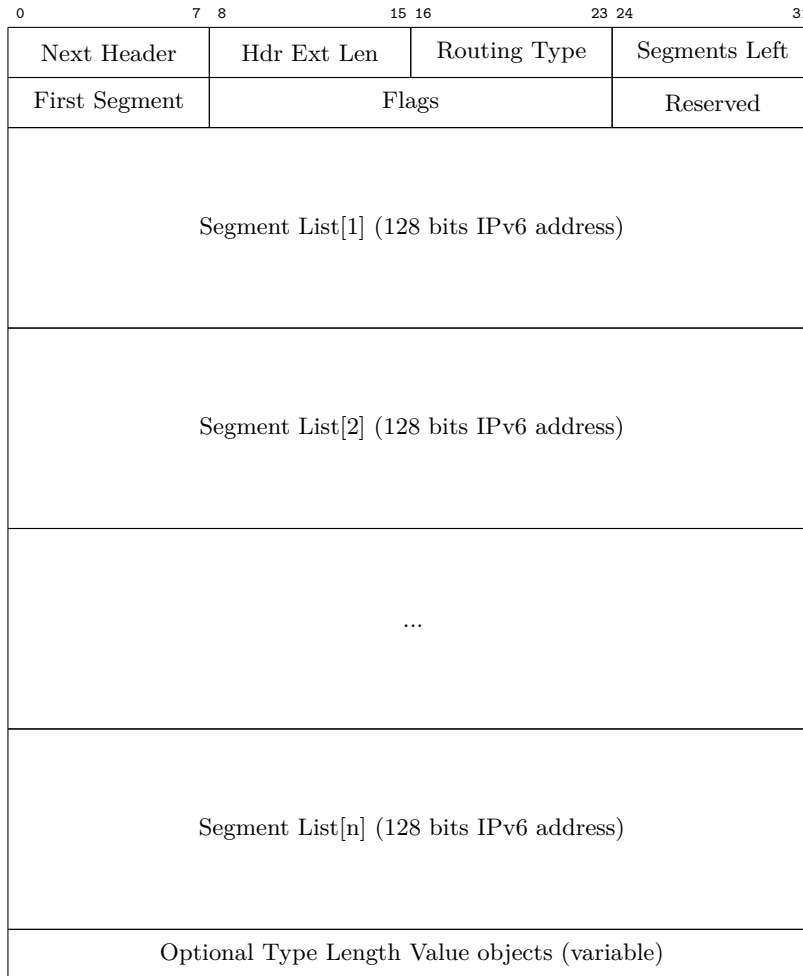 0 7 8 15 16 23 24 31
Next Header Hdr Ext Len Routing Type Segments Left
First Segment Flags Reserved
Segment List[1] (128 bits IPv6 address)
Segment List[2] (128 bits IPv6 address)
...
Segment List[n] (128 bits IPv6 address)
Optional Type Length Value objects (variable)